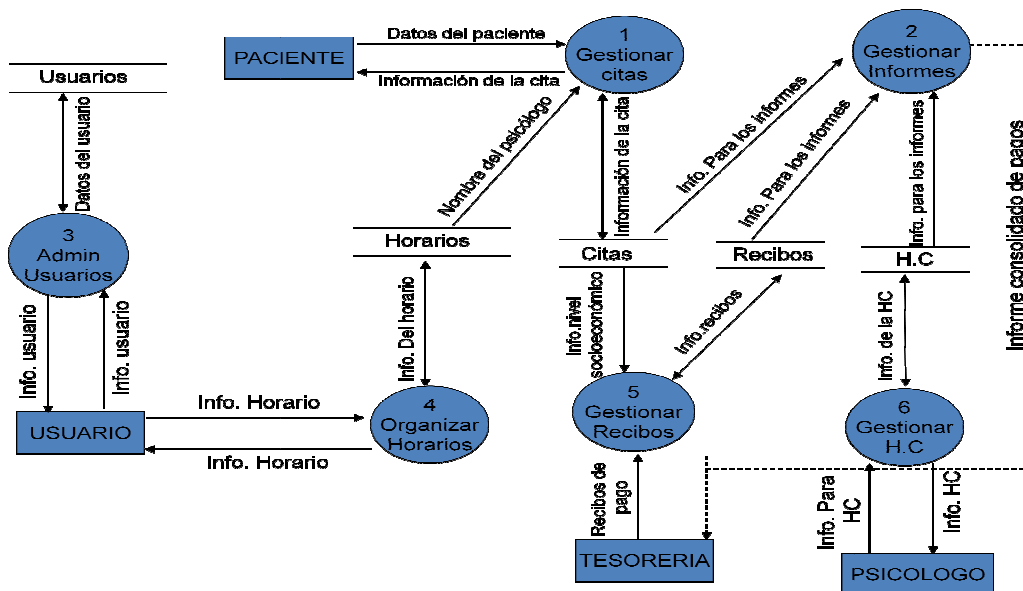 Datos del paciente
PACIENTE
Información de la cita
1
Gestionar
citas
2
Gestionar
Informes
Usuarios
Datos del usuario
Nombre del psicólogo
Información de la cita
Info. Para los informes
Info. Para los informes
Info. para los informes
Informe consolidado de pagos
3
Admin
Usuarios
Horarios
Citas
Recibos
H.C
Info. usuario
Info. usuario
Info. Del horario
Info.nivel
socioeconómico
Info.recibos
Info. de la HC
USUARIO
Info. Horario
Info. Horario
4
Organizar
Horarios
5
Gestionar
Recibos
6
Gestionar
H.C
Recibos de
pago
Info. Para
HC
Info. HC
TESORERIA
PSICOLOGO